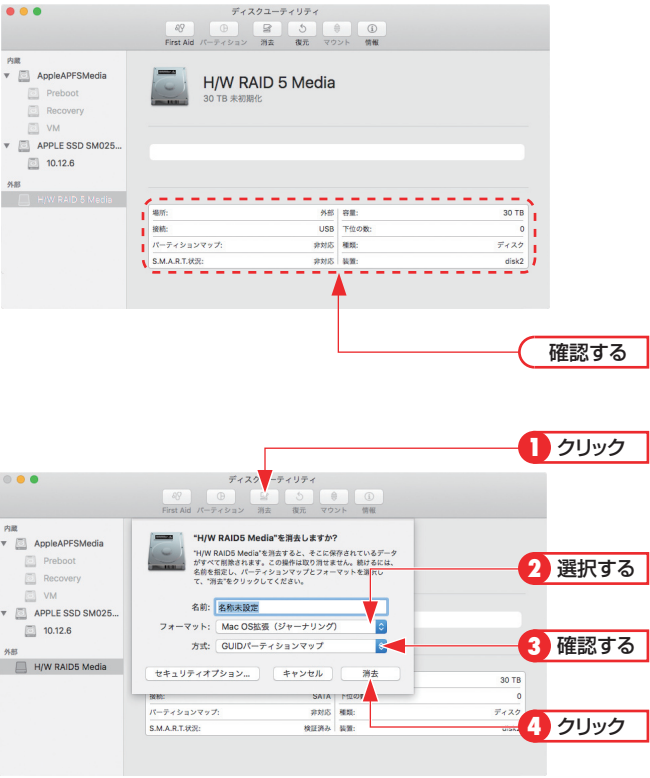 ディスクユーティリティ
First Aid パーティション 消去 復元 マウント 情報
内蔵
AppleAPFSMedia
Preboot
Recovery
VM
APPLE SSD SM025...
10.12.6
外部
H/W RAID 5 Media
H/W RAID 5 Media
30 TB 未初期化
場所: 外部 容量: 30 TB
接続: USB 下位の数: 0
パーティションマップ: 非対応 種類: ディスク
S.M.A.R.T.状況: 非対応 装置: disk2
確認する
1 クリック
ディスクユーティリティ
First Aid パーティション 消去 復元 マウント 情報
内蔵
AppleAPFSMedia
Preboot
Recovery
VM
APPLE SSD SM025...
10.12.6
外部
H/W RAID5 Media
"H/W RAID5 Media"を消去しますか?
"H/W RAID5 Media"を消去すると、そこに保存されているデータ
がすべて削除されます。この操作は取り消せません。続けるには、
名前を指定し、パーティションマップとフォーマットを選択し
て、"消去"をクリックしてください。
2 選択する
名前: 名称未設定
フォーマット: Mac OS拡張（ジャーナリング）
方式: GUIDパーティションマップ
3 確認する
セキュリティオプション... キャンセル 消去
30 TB
接続: SATA 下位の数: 0
パーティションマップ: 非対応 種類: ディスク
S.M.A.R.T.状況: 検証済み 装置:
4 クリック